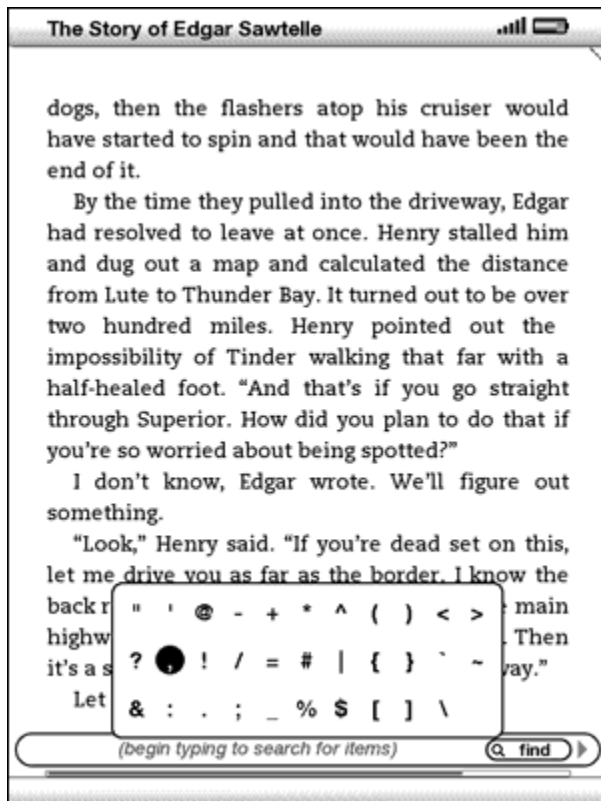 The Story of Edgar Sawtelle
dogs, then the flashers atop his cruiser would
have started to spin and that would have been the
end of it.
By the time they pulled into the driveway, Edgar
had resolved to leave at once. Henry stalled him
and dug out a map and calculated the distance
from Lute to Thunder Bay. It turned out to be over
two hundred miles. Henry pointed out the
impossibility of Tinder walking that far with a
half-healed foot. “And that’s if you go straight
through Superior. How did you plan to do that if
you’re so worried about being spotted?”
I don’t know, Edgar wrote. We’ll figure out
something.
“Look,” Henry said. “If you’re dead set on this,
let me drive you as far as the border. I know the
back main
. Then
it’s a
Let
" ' @ - + * ^ ( ) < >
? , ! / = # | { } ` ~
& : . ; _ % $ [ ] \
(begin typing to search for items) find